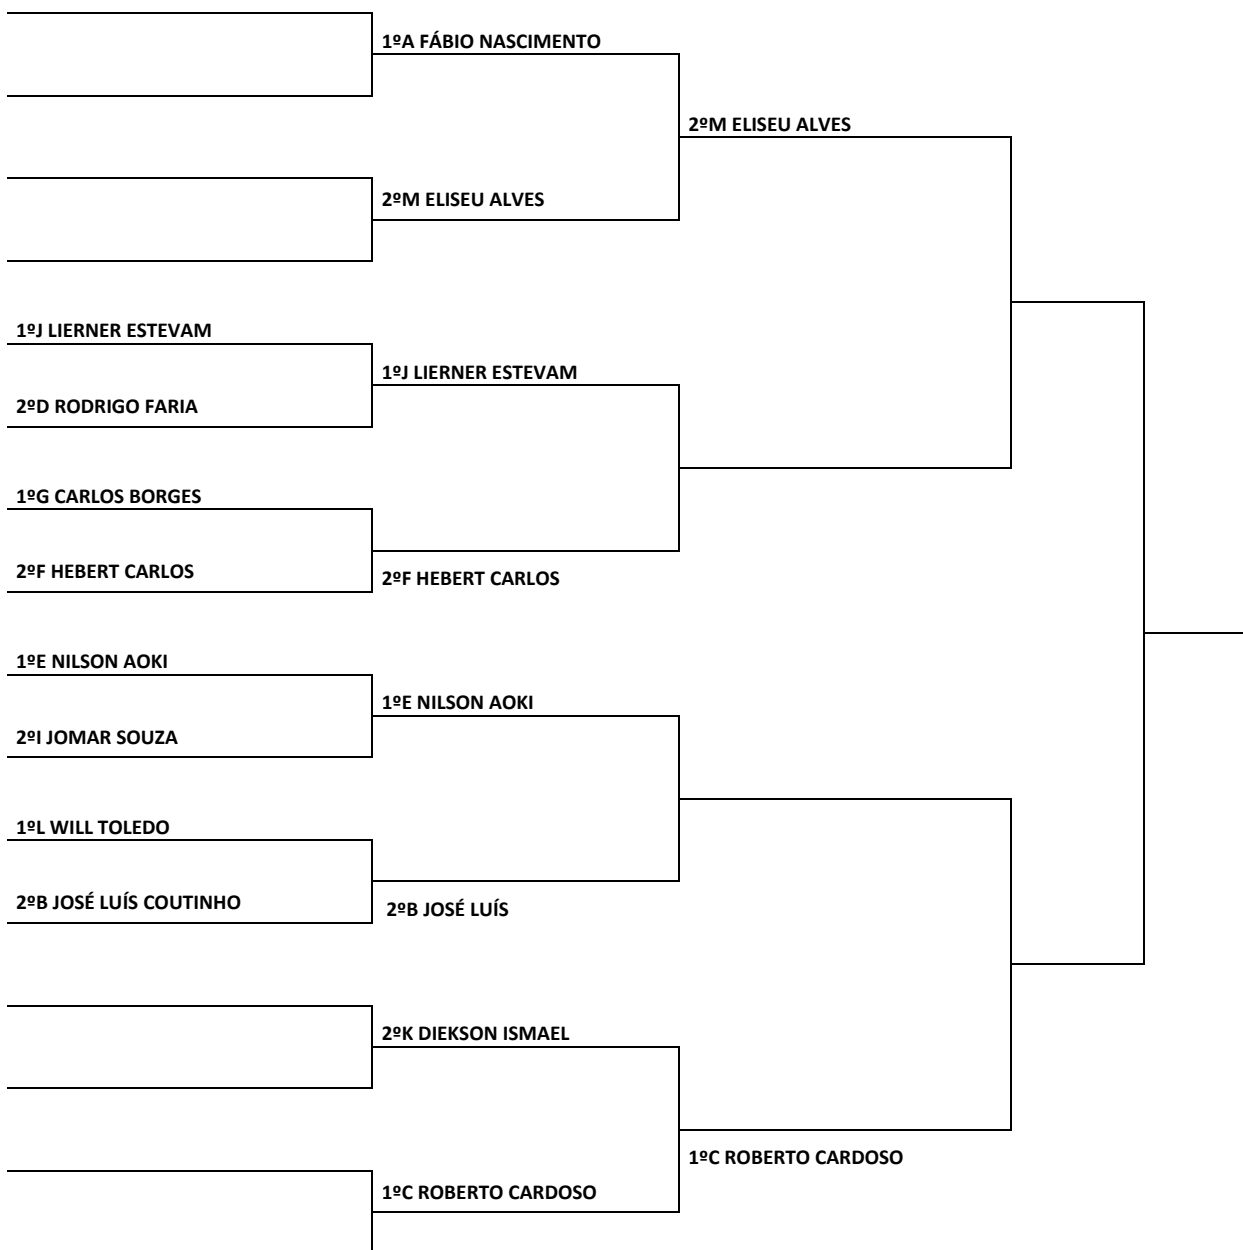 1ºA FÁBIO NASCIMENTO
2ºM ELISEU ALVES
2ºM ELISEU ALVES
1ºJ LIERNER ESTEVAM
1ºJ LIERNER ESTEVAM
2ºD RODRIGO FARIA
1ºG CARLOS BORGES
2ºF HEBERT CARLOS
2ºF HEBERT CARLOS
1ºE NILSON AOKI
1ºE NILSON AOKI
2ºI JOMAR SOUZA
1ºL WILL TOLEDO
2ºB JOSÉ LUÍS COUTINHO
2ºB JOSÉ LUÍS
2ºK DIEKSON ISMAEL
1ºC ROBERTO CARDOSO
1ºC ROBERTO CARDOSO